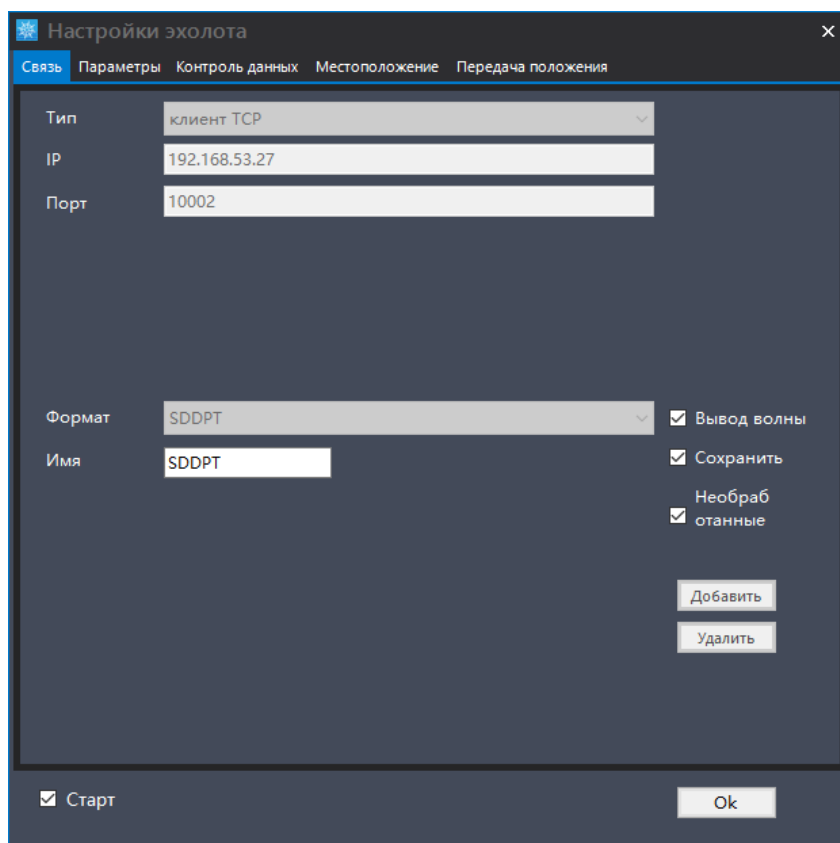 Настройки эхолота
Связь Параметры Контроль данных Местоположение Передача положения
Тип клиент TCP
IP 192.168.53.27
Порт 10002
Формат SDDPT Вывод волны
Имя SDDPT Сохранить
Необраб
отанные
Добавить
Удалить
Старт Ok